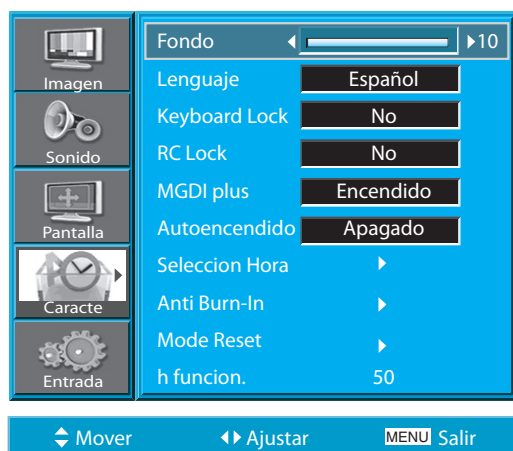 Imagen
Sonido
Pantalla
Caracte
Entrada
Fondo 10
Lenguaje Español
Keyboard Lock No
RC Lock No
MGDI plus Encendido
Autoencendido Apagado
Seleccion Hora
Anti Burn-In
Mode Reset
h funcion. 50
Mover Ajustar MENU Salir